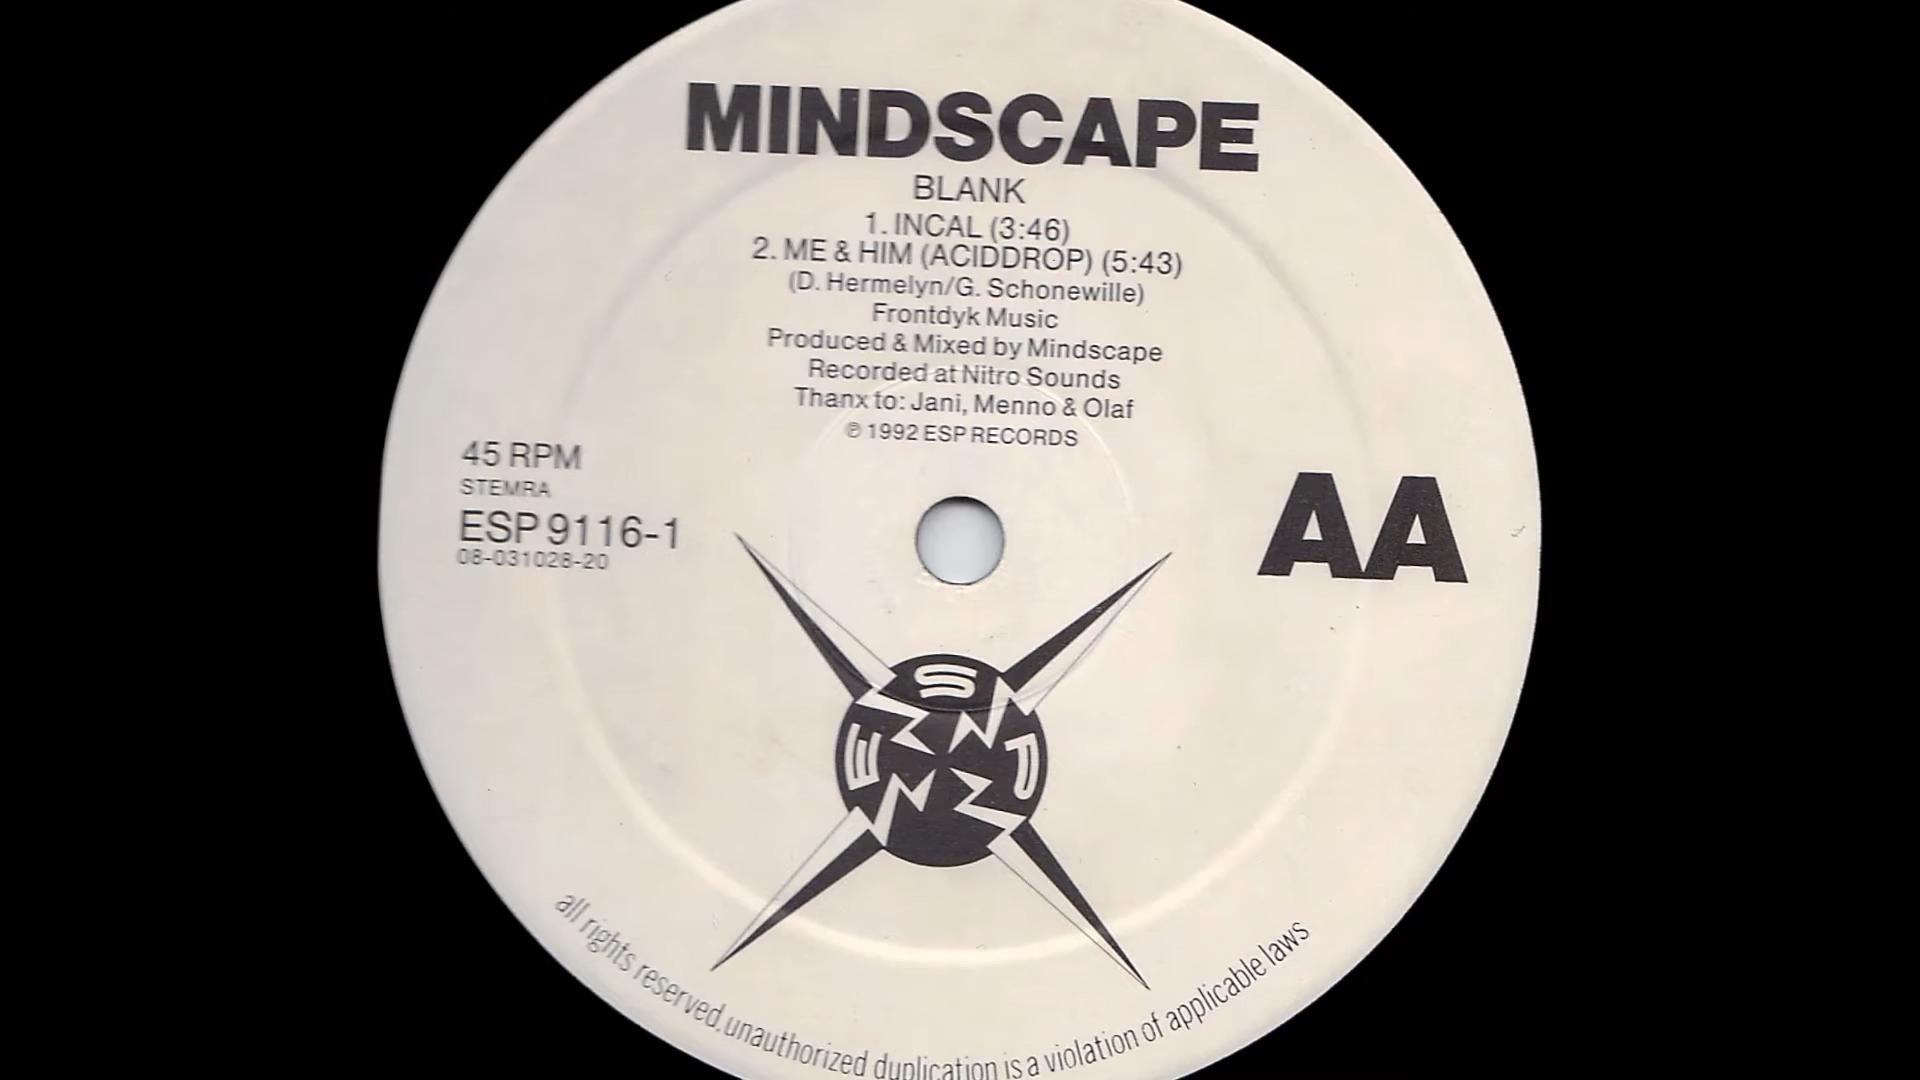 MINDSCAPE
BLANK
1. INCAL (3:46)
2. ME & HIM (ACIDDROP) (5:43)
(D. Hermelyn/G. Schonewille)
Frontdyk Music
Produced & Mixed by Mindscape
Recorded at Nitro Sounds
Thanx to: Jani, Menno & Olaf
℗ 1992 ESP RECORDS
45 RPM
STEMRA
ESP 9116-1
08-031028-20
AA
ESP
all rights reserved, unauthorized duplication is a violation of applicable laws